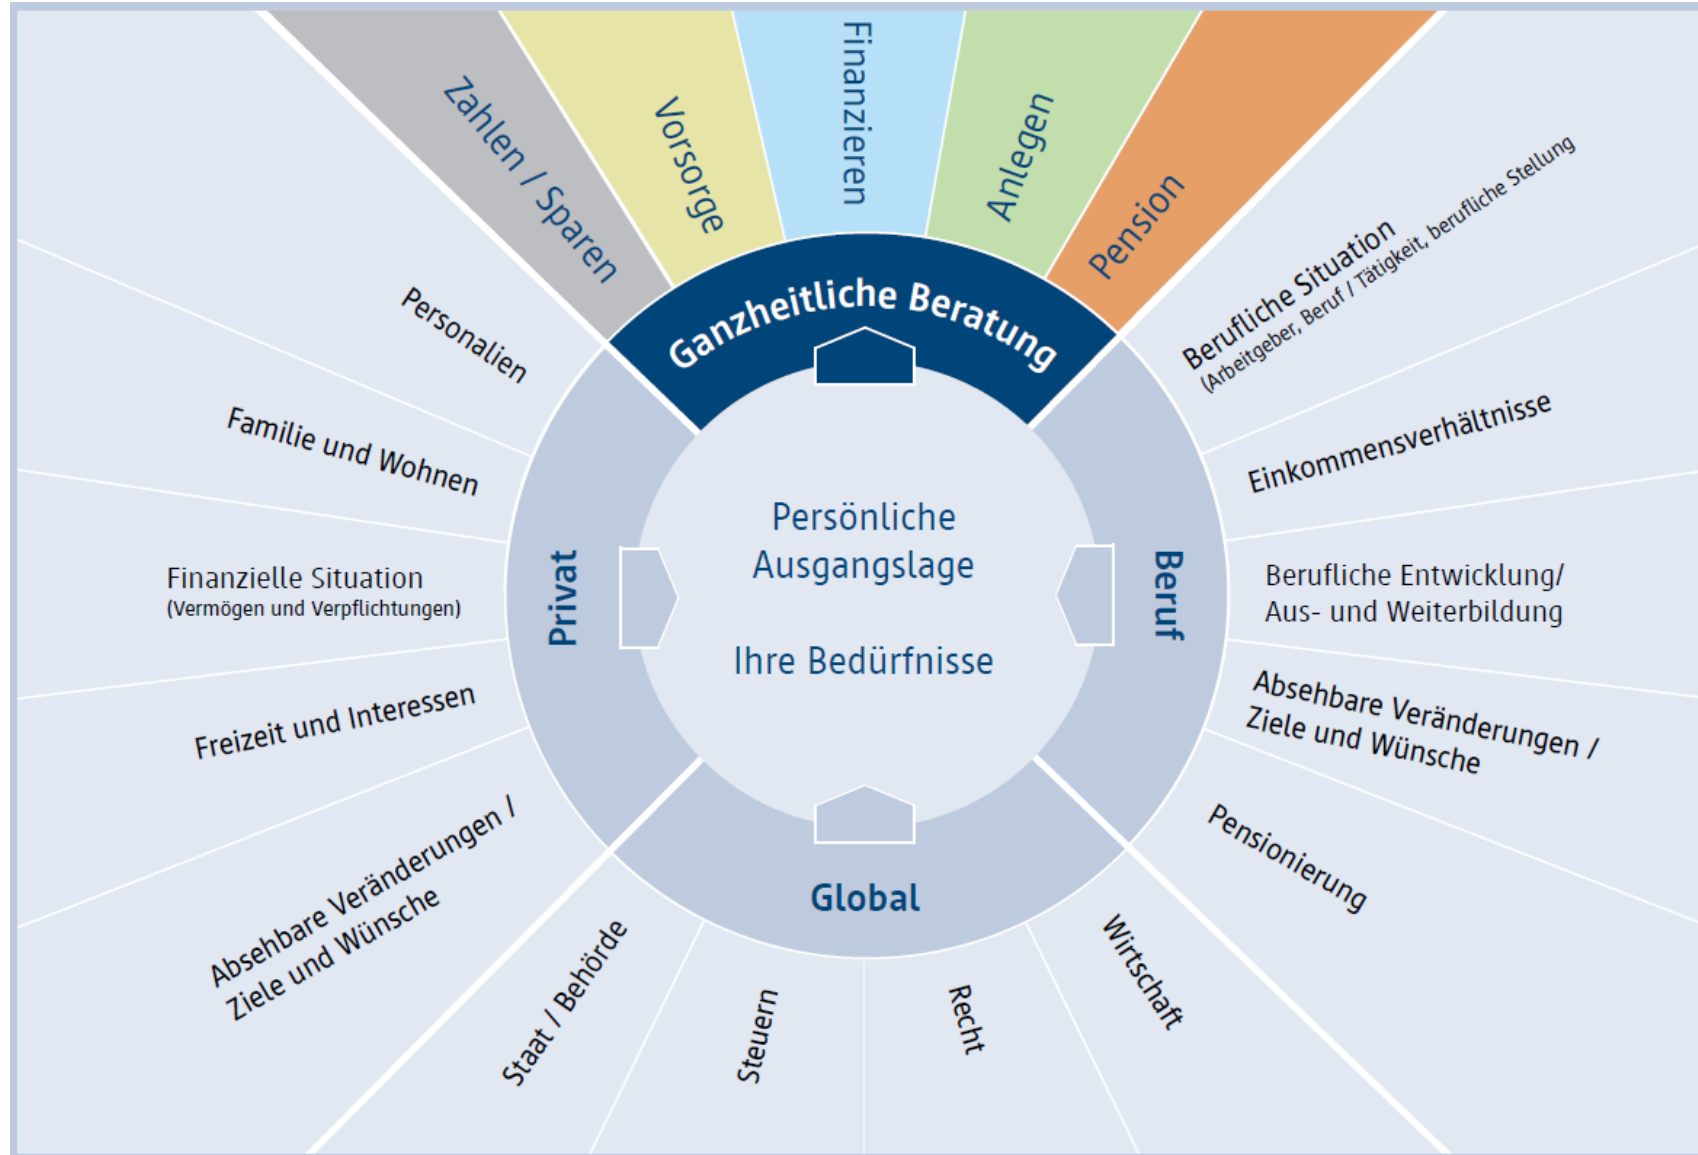 Zahlen / Sparen
Vorsorge
Finanzieren
Anlegen
Pension
Ganzheitliche Beratung
Persönliche
Ausgangslage
Ihre Bedürfnisse
Privat
Personalien
Familie und Wohnen
Finanzielle Situation
(Vermögen und Verpflichtungen)
Freizeit und Interessen
Absehbare Veränderungen /
Ziele und Wünsche
Beruf
Berufliche Situation
(Arbeitgeber, Beruf / Tätigkeit, berufliche Stellung
Einkommensverhältnisse
Berufliche Entwicklung/
Aus- und Weiterbildung
Absehbare Veränderungen /
Ziele und Wünsche
Pensionierung
Global
Staat / Behörde
Steuern
Recht
Wirtschaft